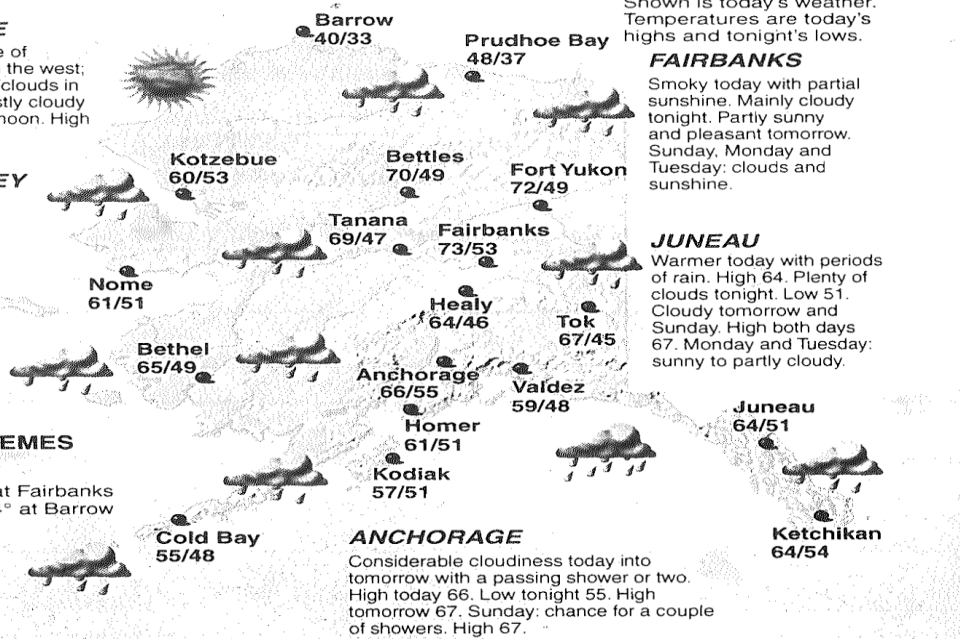 Shown is today's weather.
Temperatures are today's
highs and tonight's lows.
E
e of
the west;
clouds in
stly cloudy
noon. High
EY
EMES
at Fairbanks
° at Barrow
Barrow
40/33
Prudhoe Bay
48/37
Kotzebue
60/53
Bettles
70/49
Fort Yukon
72/49
Tanana
69/47
Fairbanks
73/53
Nome
61/51
Healy
64/46
Tok
67/45
Bethel
65/49
Anchorage
66/55
Valdez
59/48
Homer
61/51
Kodiak
57/51
Juneau
64/51
Cold Bay
55/48
Ketchikan
64/54
FAIRBANKS
Smoky today with partial
sunshine. Mainly cloudy
tonight. Partly sunny
and pleasant tomorrow.
Sunday, Monday and
Tuesday: clouds and
sunshine.
JUNEAU
Warmer today with periods
of rain. High 64. Plenty of
clouds tonight. Low 51.
Cloudy tomorrow and
Sunday. High both days
67. Monday and Tuesday:
sunny to partly cloudy.
ANCHORAGE
Considerable cloudiness today into
tomorrow with a passing shower or two.
High today 66. Low tonight 55. High
tomorrow 67. Sunday: chance for a couple
of showers. High 67.